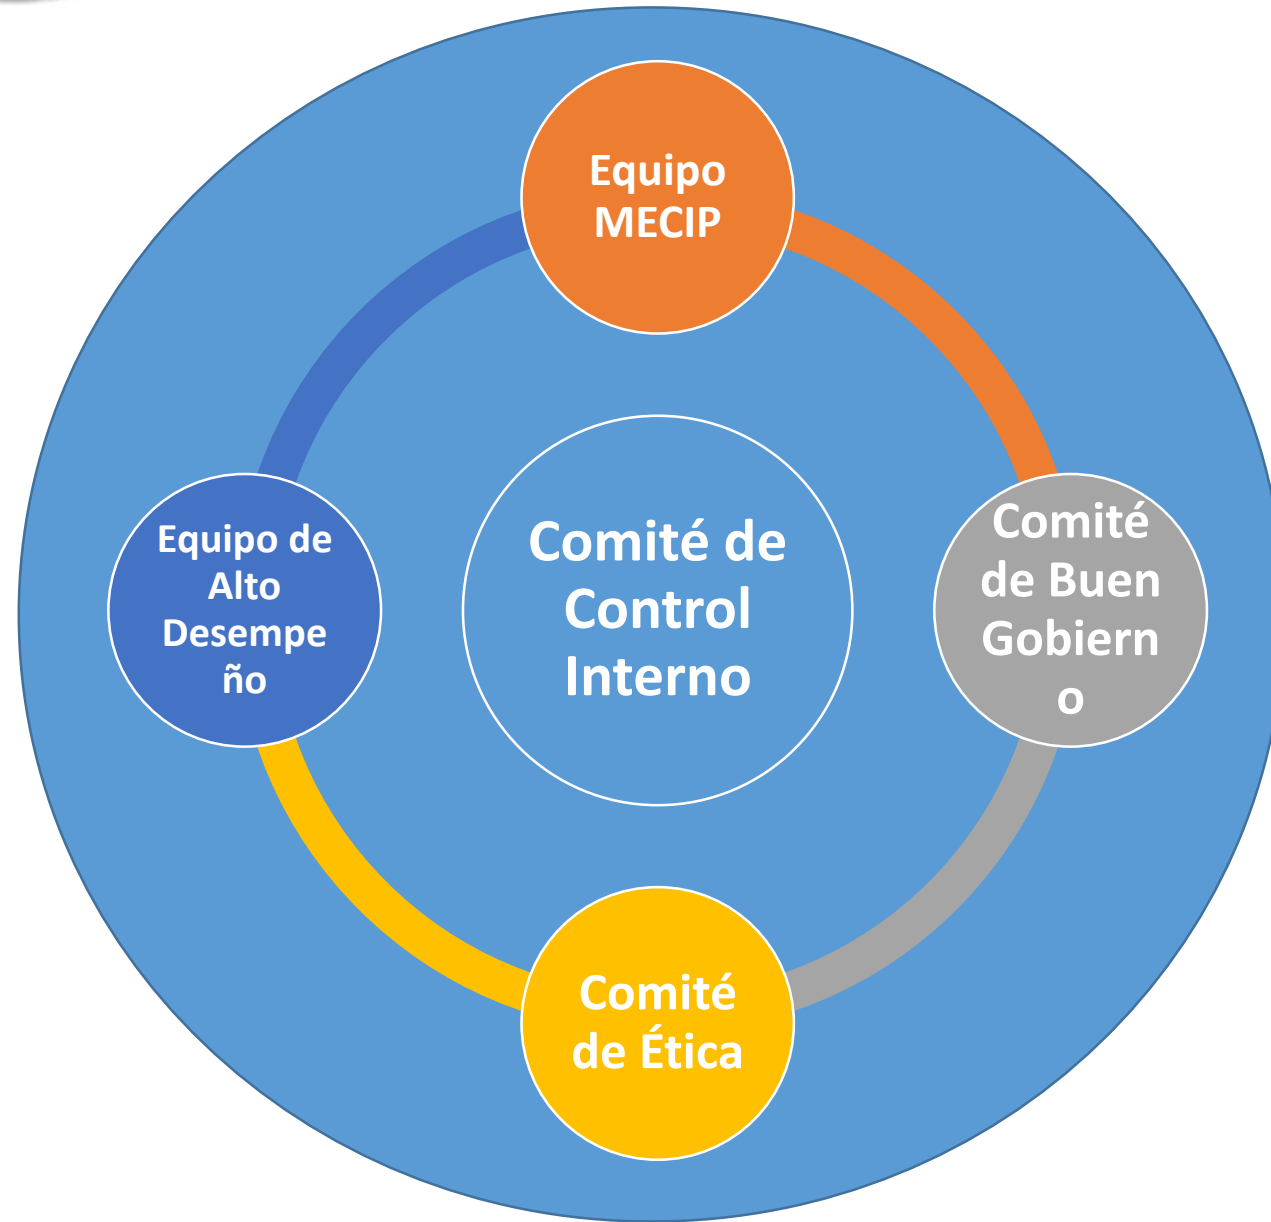 Equipo
MECIP
Equipo de
Alto
Desempe
ño
Comité de
Control
Interno
Comité
de Buen
Gobiern
o
Comité
de Ética